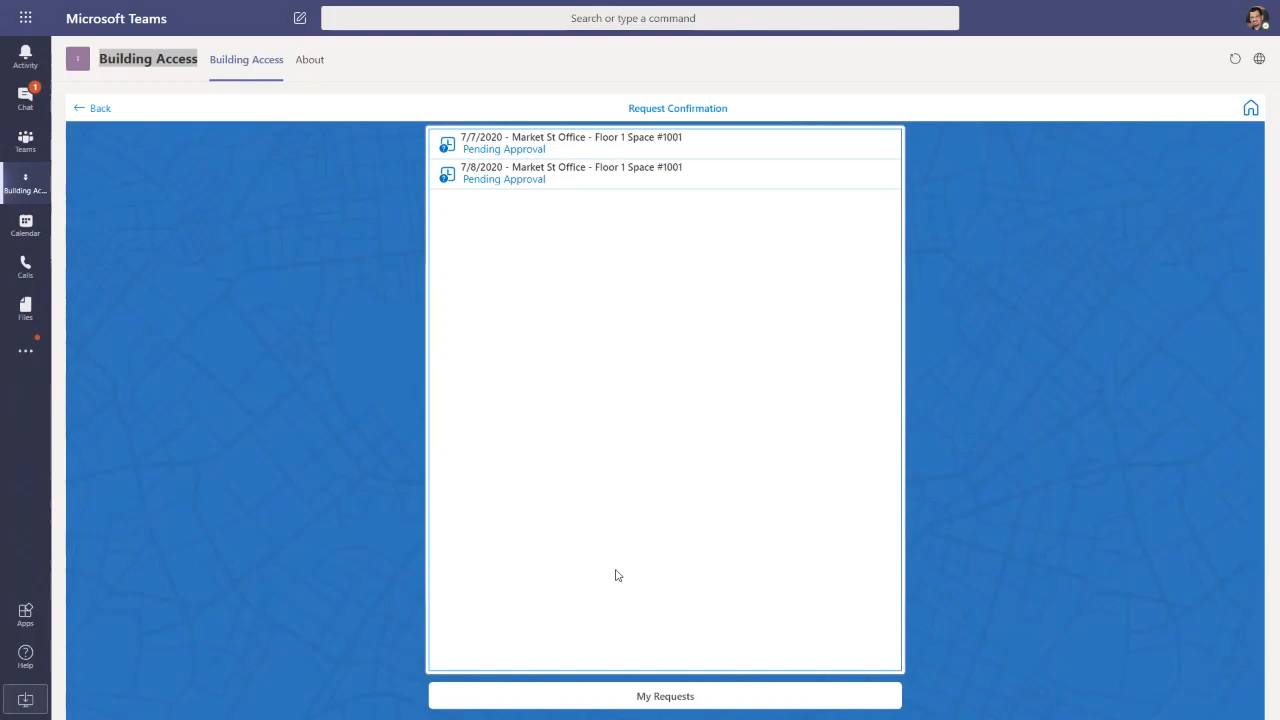 Microsoft Teams
Search or type a command
Activity
Building Access
Building Access
About
Chat
1
Back
Request Confirmation
Teams
7/7/2020 - Market St Office - Floor 1 Space #1001
Pending Approval
7/8/2020 - Market St Office - Floor 1 Space #1001
Pending Approval
Building Ac...
Calendar
Calls
Files
Apps
Help
My Requests